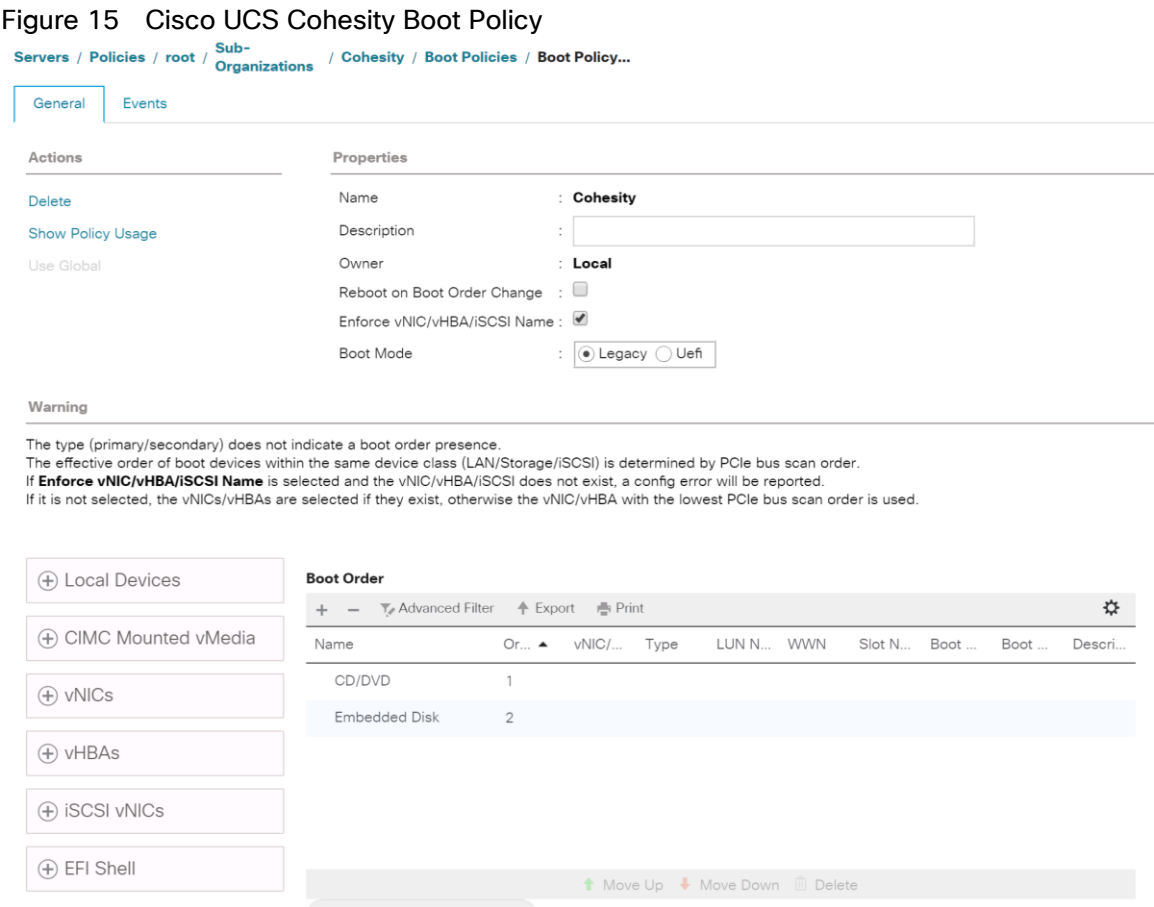 Figure 15 Cisco UCS Cohesity Boot Policy
Servers / Policies / root / Sub-Organizations / Cohesity / Boot Policies / Boot Policy...
General Events
Actions
Delete
Show Policy Usage
Use Global
Properties
Name : Cohesity
Description :
Owner : Local
Reboot on Boot Order Change :
Enforce vNIC/vHBA/iSCSI Name :
Boot Mode : Legacy Uefi
Warning
The type (primary/secondary) does not indicate a boot order presence.
The effective order of boot devices within the same device class (LAN/Storage/iSCSI) is determined by PCIe bus scan order.
If Enforce vNIC/vHBA/iSCSI Name is selected and the vNIC/vHBA/iSCSI does not exist, a config error will be reported.
If it is not selected, the vNICs/vHBAs are selected if they exist, otherwise the vNIC/vHBA with the lowest PCIe bus scan order is used.
Local Devices
CIMC Mounted vMedia
vNICs
vHBAs
iSCSI vNICs
EFI Shell
Boot Order
+ − Advanced Filter Export Print
Name Or... vNIC/... Type LUN N... WWN Slot N... Boot ... Boot ... Descri...
CD/DVD 1
Embedded Disk 2
Move Up Move Down Delete